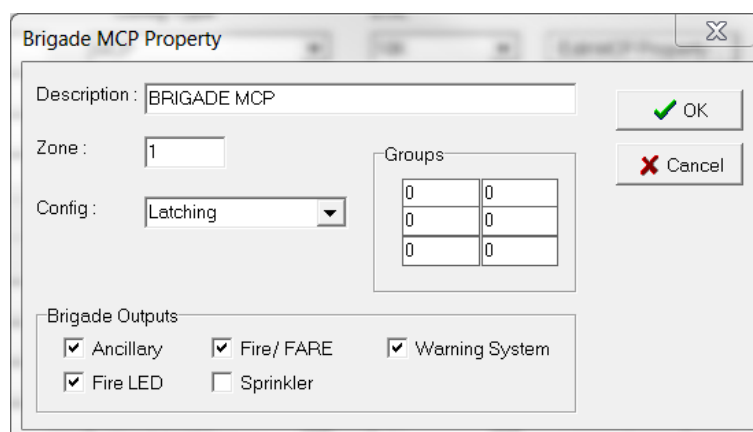 Brigade MCP Property
Description : BRIGADE MCP
OK
Zone : 1
Groups
Cancel
0 0
Config : Latching
0 0
0 0
Brigade Outputs
Ancillary Fire/ FARE Warning System
Fire LED Sprinkler